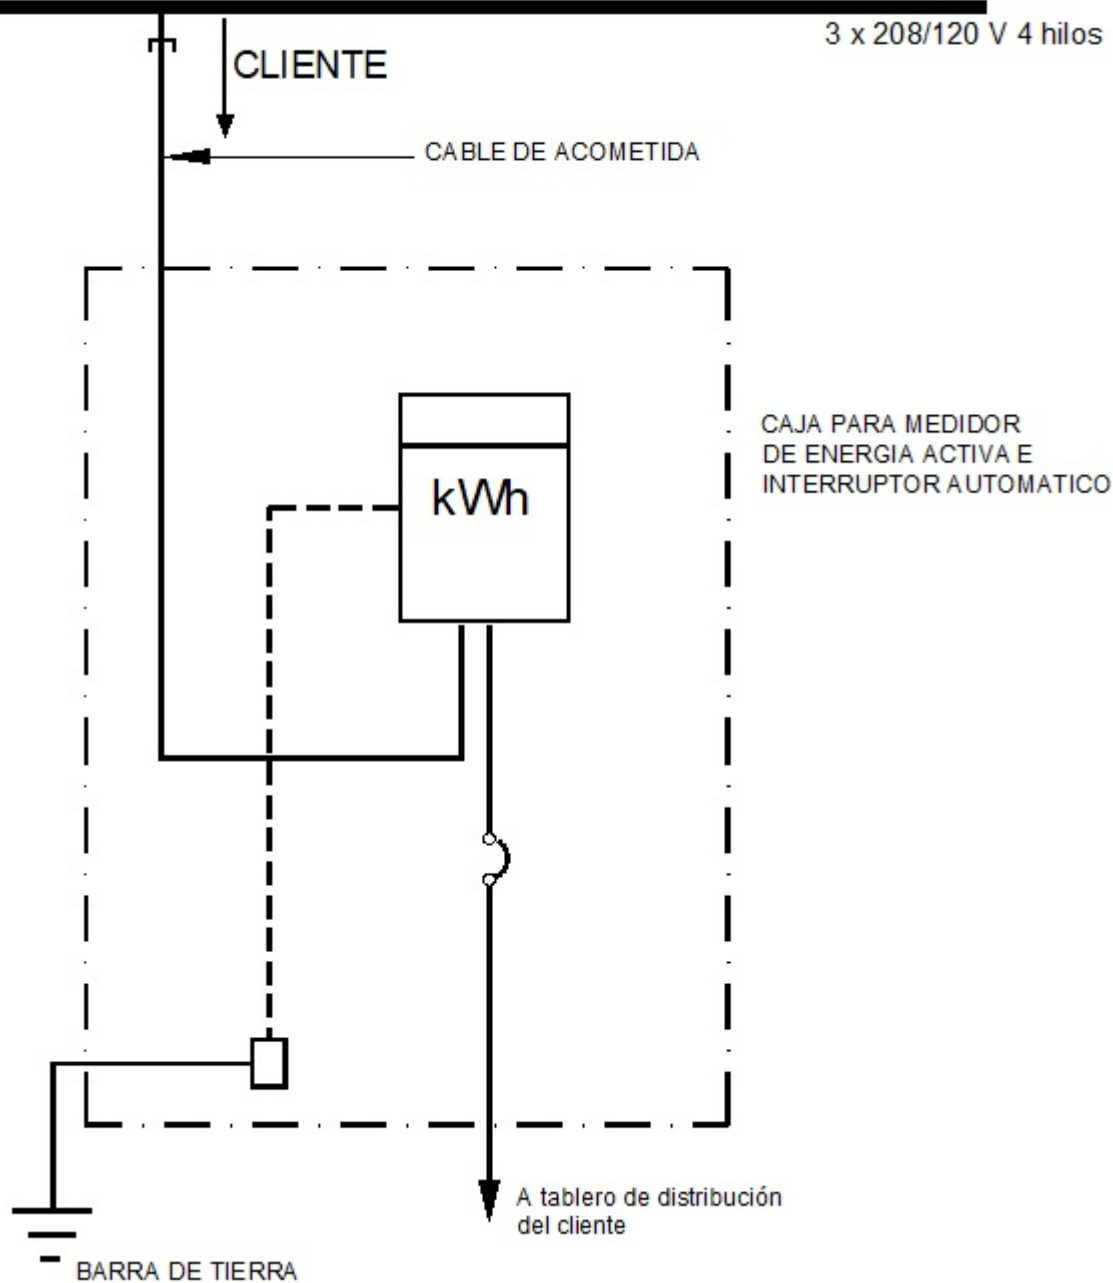 3 x 208/120 V 4 hilos
CLIENTE
CABLE DE ACOMETIDA
CAJA PARA MEDIDOR
DE ENERGIA ACTIVA E
INTERRUPTOR AUTOMATICO
kWh
A tablero de distribución
del cliente
BARRA DE TIERRA